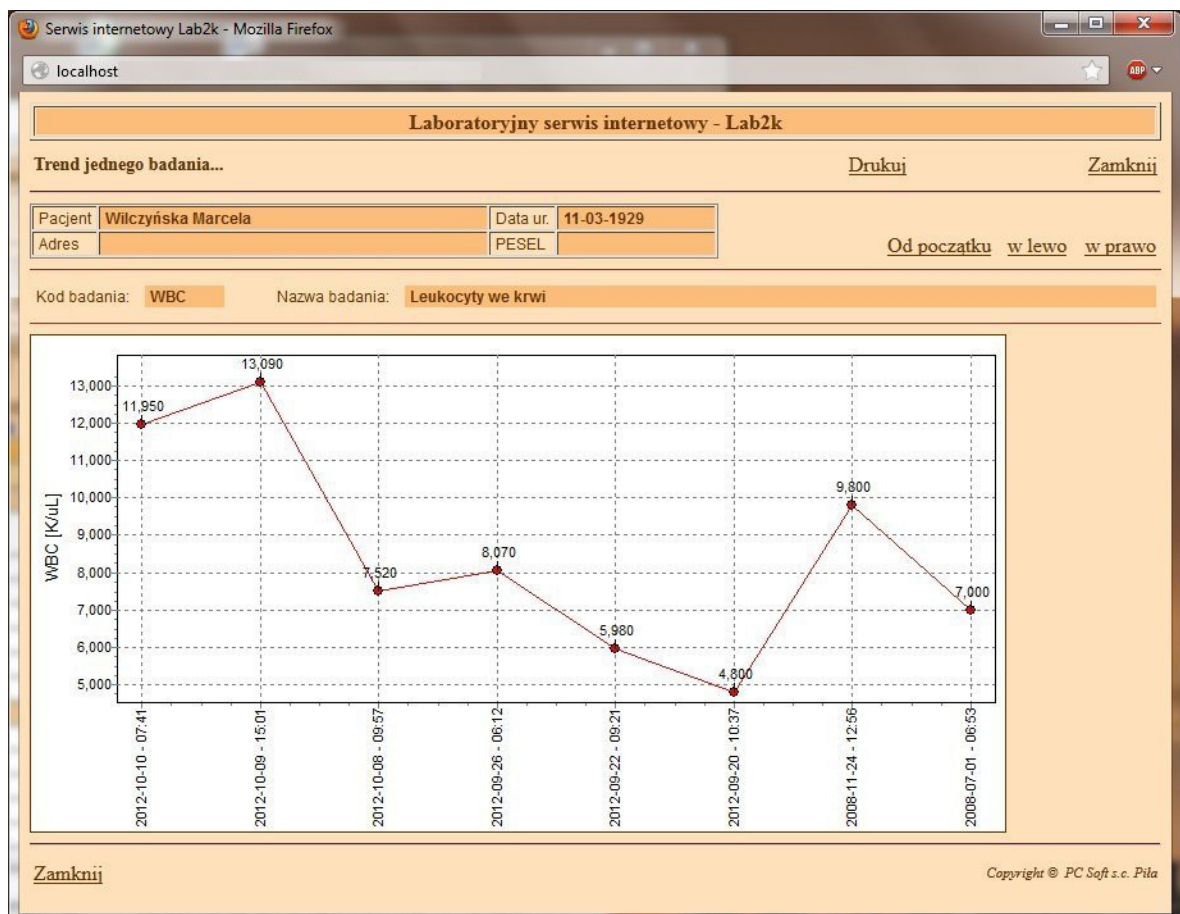 Serwis internetowy Lab2k - Mozilla Firefox
localhost
ABP
Laboratoryjny serwis internetowy - Lab2k
Trend jednego badania... Drukuj Zamknij
Pacjent Wilczyńska Marcela Data ur. 11-03-1929
Adres PESEL
Od początku w lewo w prawo
Kod badania: WBC Nazwa badania: Leukocyty we krwi
WBC [K/uL]
13,000
12,000
11,000
10,000
9,000
8,000
7,000
6,000
5,000
11,950
13,090
7,520
8,070
5,980
4,800
9,800
7,000
2012-10-10 - 07:41
2012-10-09 - 15:01
2012-10-08 - 09:57
2012-09-26 - 06:12
2012-09-22 - 09:21
2012-09-20 - 10:37
2008-11-24 - 12:56
2008-07-01 - 06:53
Zamknij
Copyright © PC Soft s.c. Piła